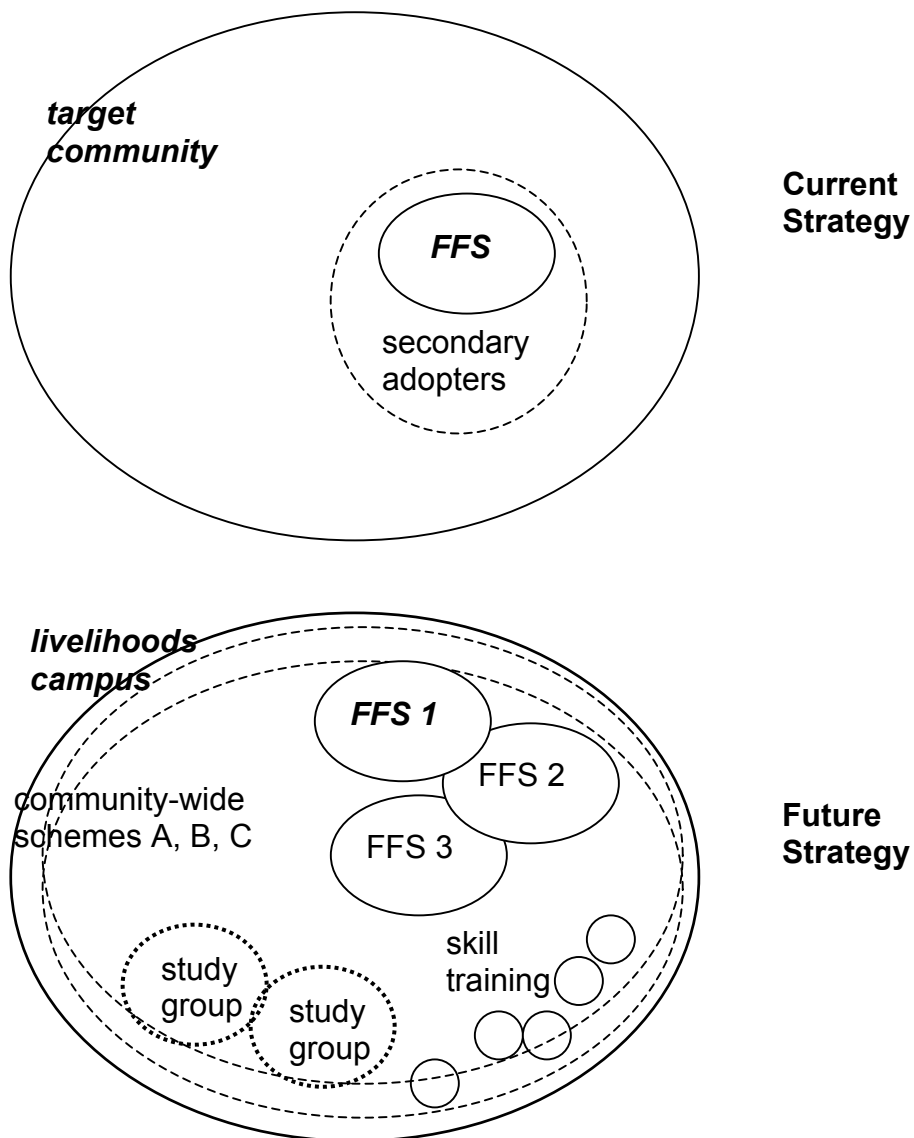 target
community
Current
Strategy
FFS
secondary
adopters
livelihoods
campus
FFS 1
FFS 2
community-wide
schemes A, B, C
FFS 3
Future
Strategy
skill
training
study
group
study
group